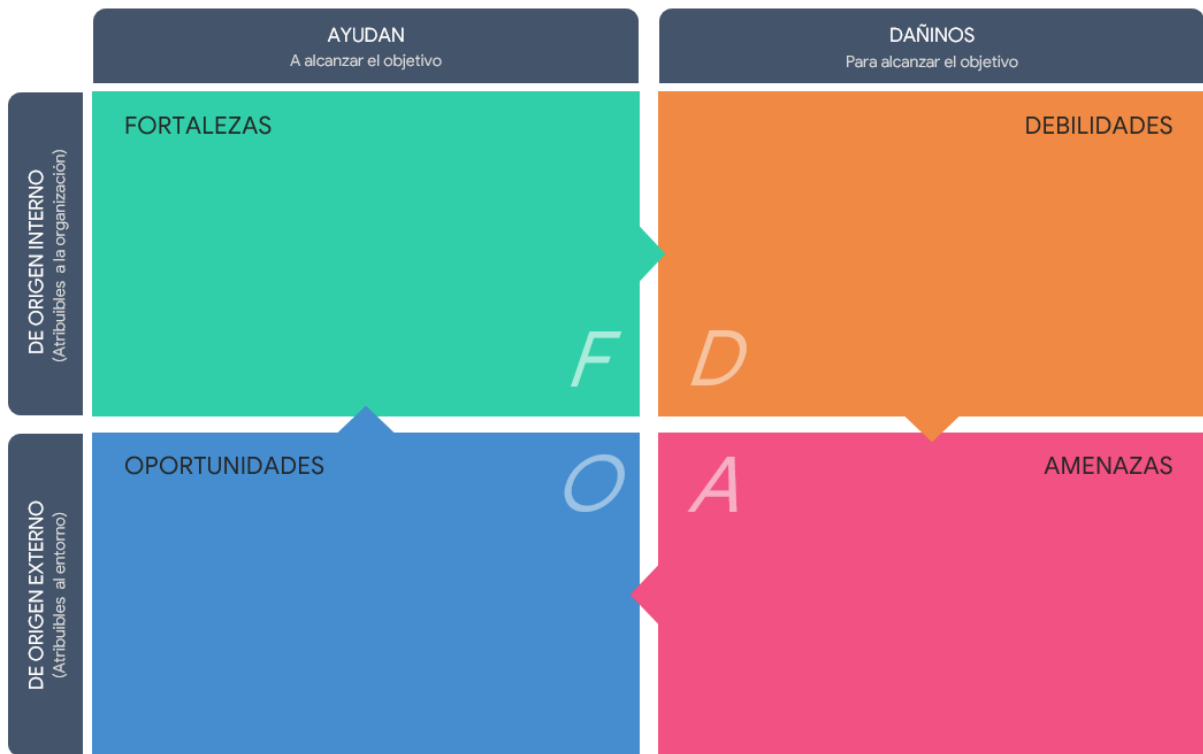 AYUDAN
A alcanzar el objetivo
DAÑINOS
Para alcanzar el objetivo
DE ORIGEN INTERNO
(Atribuibles a la organización)
FORTALEZAS
F
DEBILIDADES
D
DE ORIGEN EXTERNO
(Atribuibles al entorno)
OPORTUNIDADES
O
AMENAZAS
A